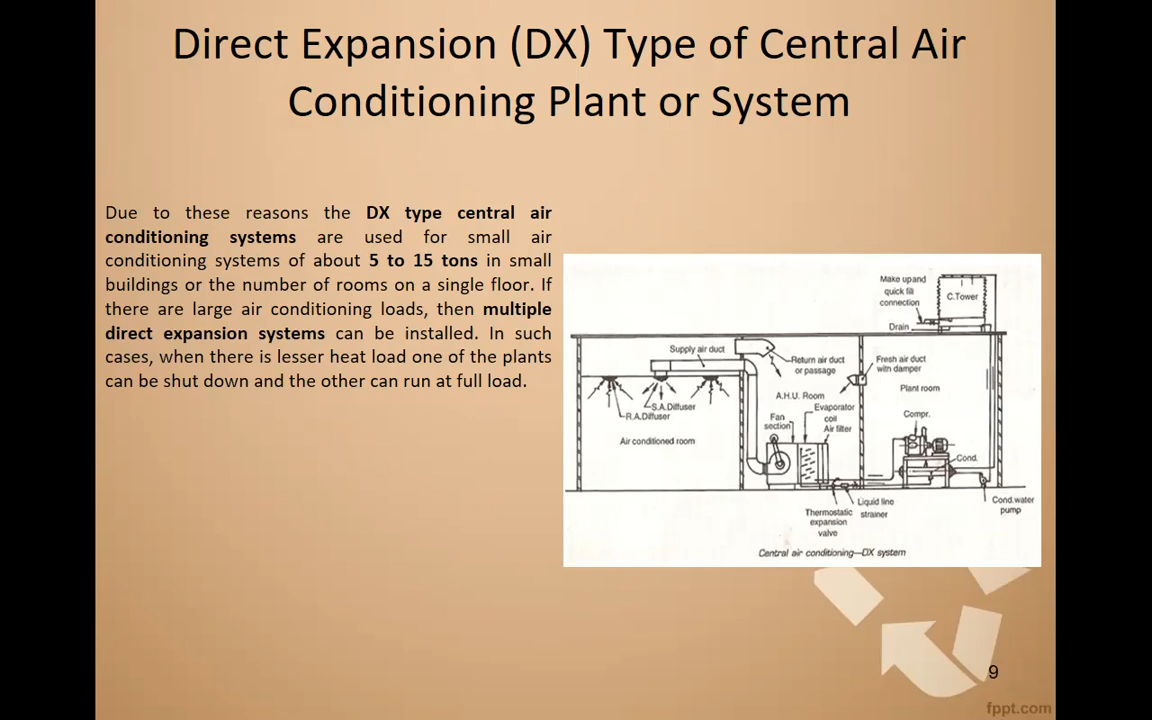 Direct Expansion (DX) Type of Central Air
Conditioning Plant or System
Due to these reasons the DX type central air
conditioning systems are used for small air
conditioning systems of about 5 to 15 tons in small
buildings or the number of rooms on a single floor. If
there are large air conditioning loads, then multiple
direct expansion systems can be installed. In such
cases, when there is lesser heat load one of the plants
can be shut down and the other can run at full load.
Make up and
quick fill
connection
C.Tower
Drain
Supply air duct
Return air duct
or passage
Fresh air duct
with damper
Plant room
A.H.U. Room
S.A.Diffuser
R.A.Diffuser
Fan
section
Evaporator
coil
Air filter
Compr.
Air conditioned room
Cond.
Thermostatic
expansion
valve
Liquid line
strainer
Cond.water
pump
Central air conditioning—DX system
9
fppt.com